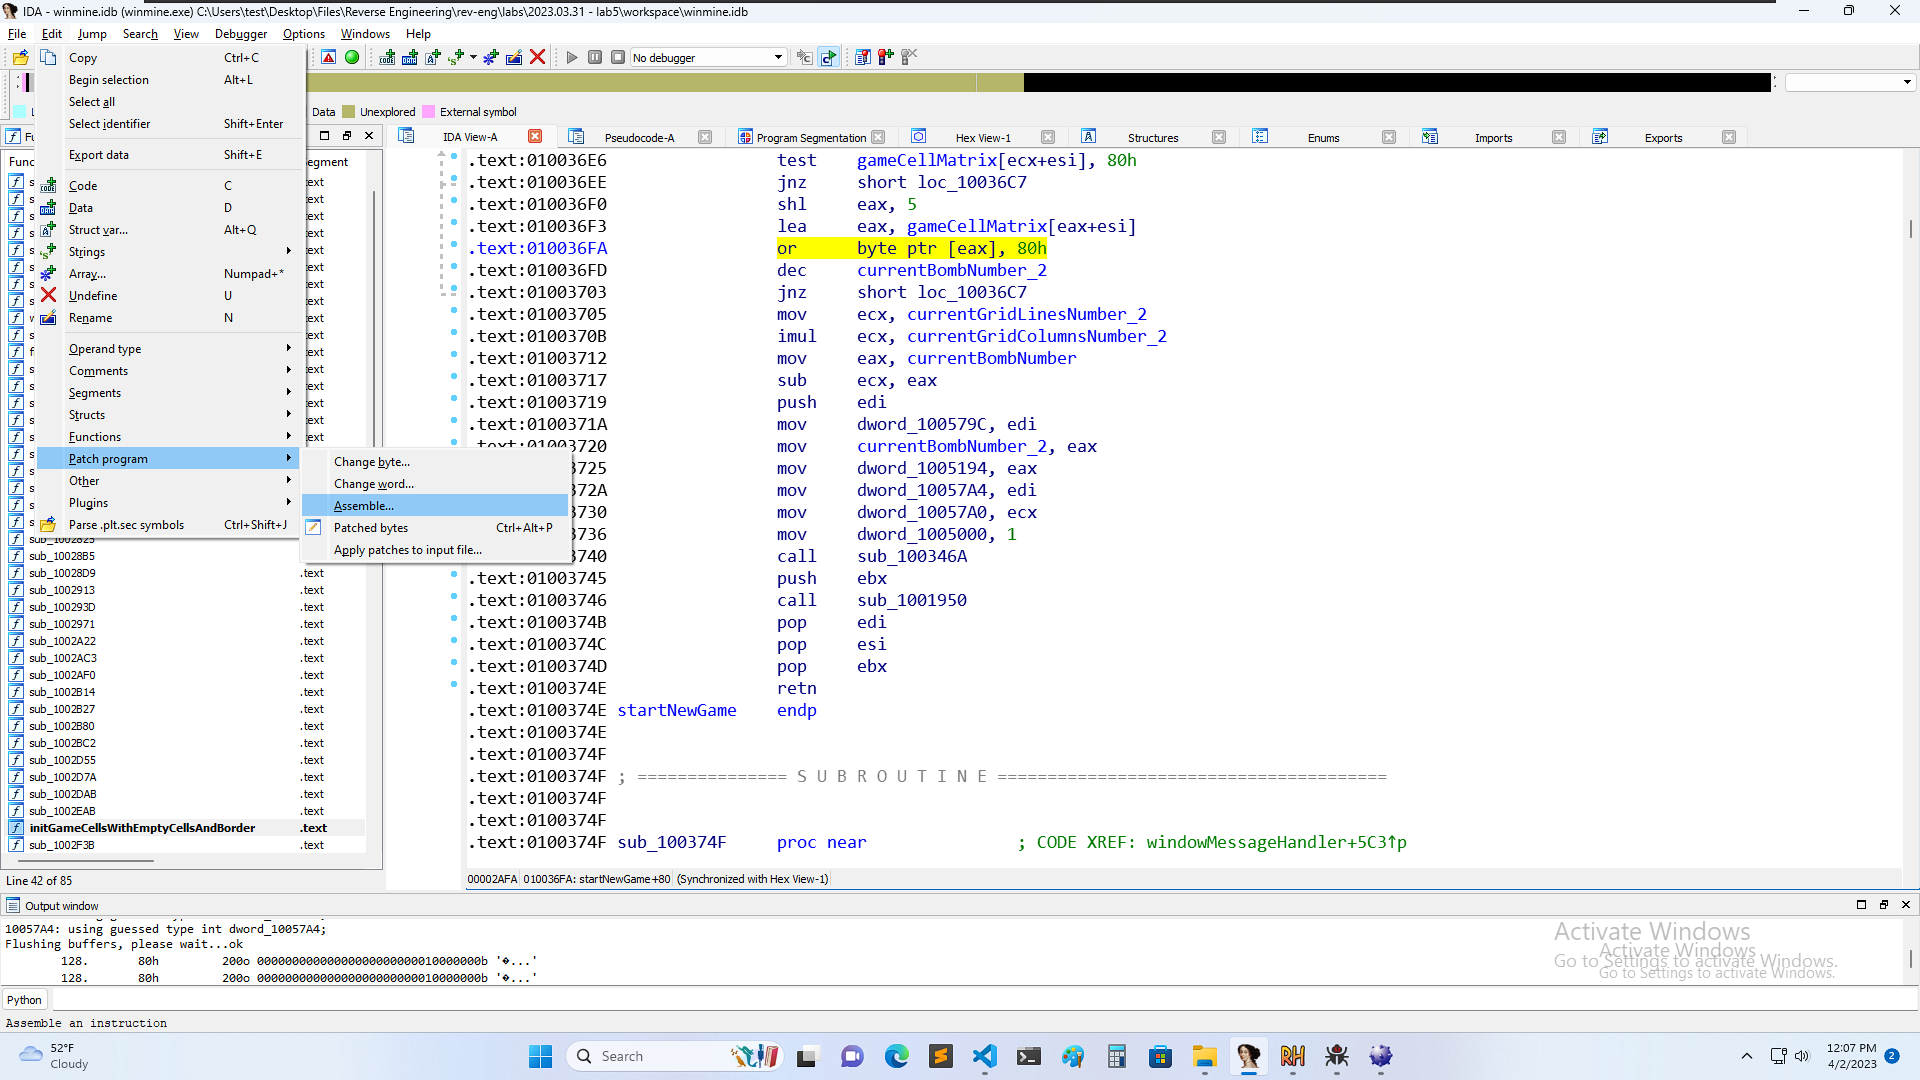 IDA - winmine.idb (winmine.exe) C:\Users\test\Desktop\Files\Reverse Engineering\rev-eng\labs\2023.03.31 - lab5\workspace\winmine.idb
File Edit Jump Search View Debugger Options Windows Help
No debugger
Data Unexplored External symbol
IDA View-A Pseudocode-A Program Segmentation Hex View-1 Structures Enums Imports Exports
Copy Ctrl+C
Begin selection Alt+L
Select all
Select identifier Shift+Enter
Export data Shift+E
Code C
Data D
Struct var... Alt+Q
Strings
Array... Numpad+*
Undefine U
Rename N
Operand type
Comments
Segments
Structs
Functions
Patch program
Other
Plugins
Parse .plt.sec symbols Ctrl+Shift+J
Change byte...
Change word...
Assemble...
Patched bytes Ctrl+Alt+P
Apply patches to input file...
sub_10028B5
sub_10028D9 .text
sub_1002913 .text
sub_100293D .text
sub_1002971 .text
sub_1002A22 .text
sub_1002AC3 .text
sub_1002AF0 .text
sub_1002B14 .text
sub_1002B27 .text
sub_1002B80 .text
sub_1002BC2 .text
sub_1002D55 .text
sub_1002D7A .text
sub_1002DAB .text
sub_1002EAB .text
initGameCellsWithEmptyCellsAndBorder .text
sub_1002F3B .text
Line 42 of 85
.text:010036E6 test gameCellMatrix[ecx+esi], 80h
.text:010036EE jnz short loc_10036C7
.text:010036F0 shl eax, 5
.text:010036F3 lea eax, gameCellMatrix[eax+esi]
.text:010036FA or byte ptr [eax], 80h
.text:010036FD dec currentBombNumber_2
.text:01003703 jnz short loc_10036C7
.text:01003705 mov ecx, currentGridLinesNumber_2
.text:0100370B imul ecx, currentGridColumnsNumber_2
.text:01003712 mov eax, currentBombNumber
.text:01003717 sub ecx, eax
.text:01003719 push edi
.text:0100371A mov dword_100579C, edi
.text:01003720 mov currentBombNumber_2, eax
3725 mov dword_1005194, eax
372A mov dword_10057A4, edi
3730 mov dword_10057A0, ecx
3736 mov dword_1005000, 1
3740 call sub_100346A
.text:01003745 push ebx
.text:01003746 call sub_1001950
.text:0100374B pop edi
.text:0100374C pop esi
.text:0100374D pop ebx
.text:0100374E retn
.text:0100374E startNewGame endp
.text:0100374E
.text:0100374F
.text:0100374F ; =============== S U B R O U T I N E =======================================
.text:0100374F
.text:0100374F
.text:0100374F sub_100374F proc near ; CODE XREF: windowMessageHandler+5C3↑p
00002AFA 010036FA: startNewGame+80 (Synchronized with Hex View-1)
Output window
10057A4: using guessed type int dword_10057A4;
Flushing buffers, please wait...ok
128. 80h 200o 00000000000000000000000010000000b '�...'
128. 80h 200o 00000000000000000000000010000000b '�...'
Python
Assemble an instruction
Activate Windows
Go to Settings to activate Windows.
Activate Windows
Go to Settings to activate Windows.
52°F
Cloudy
Search
RH
12:07 PM
4/2/2023
2